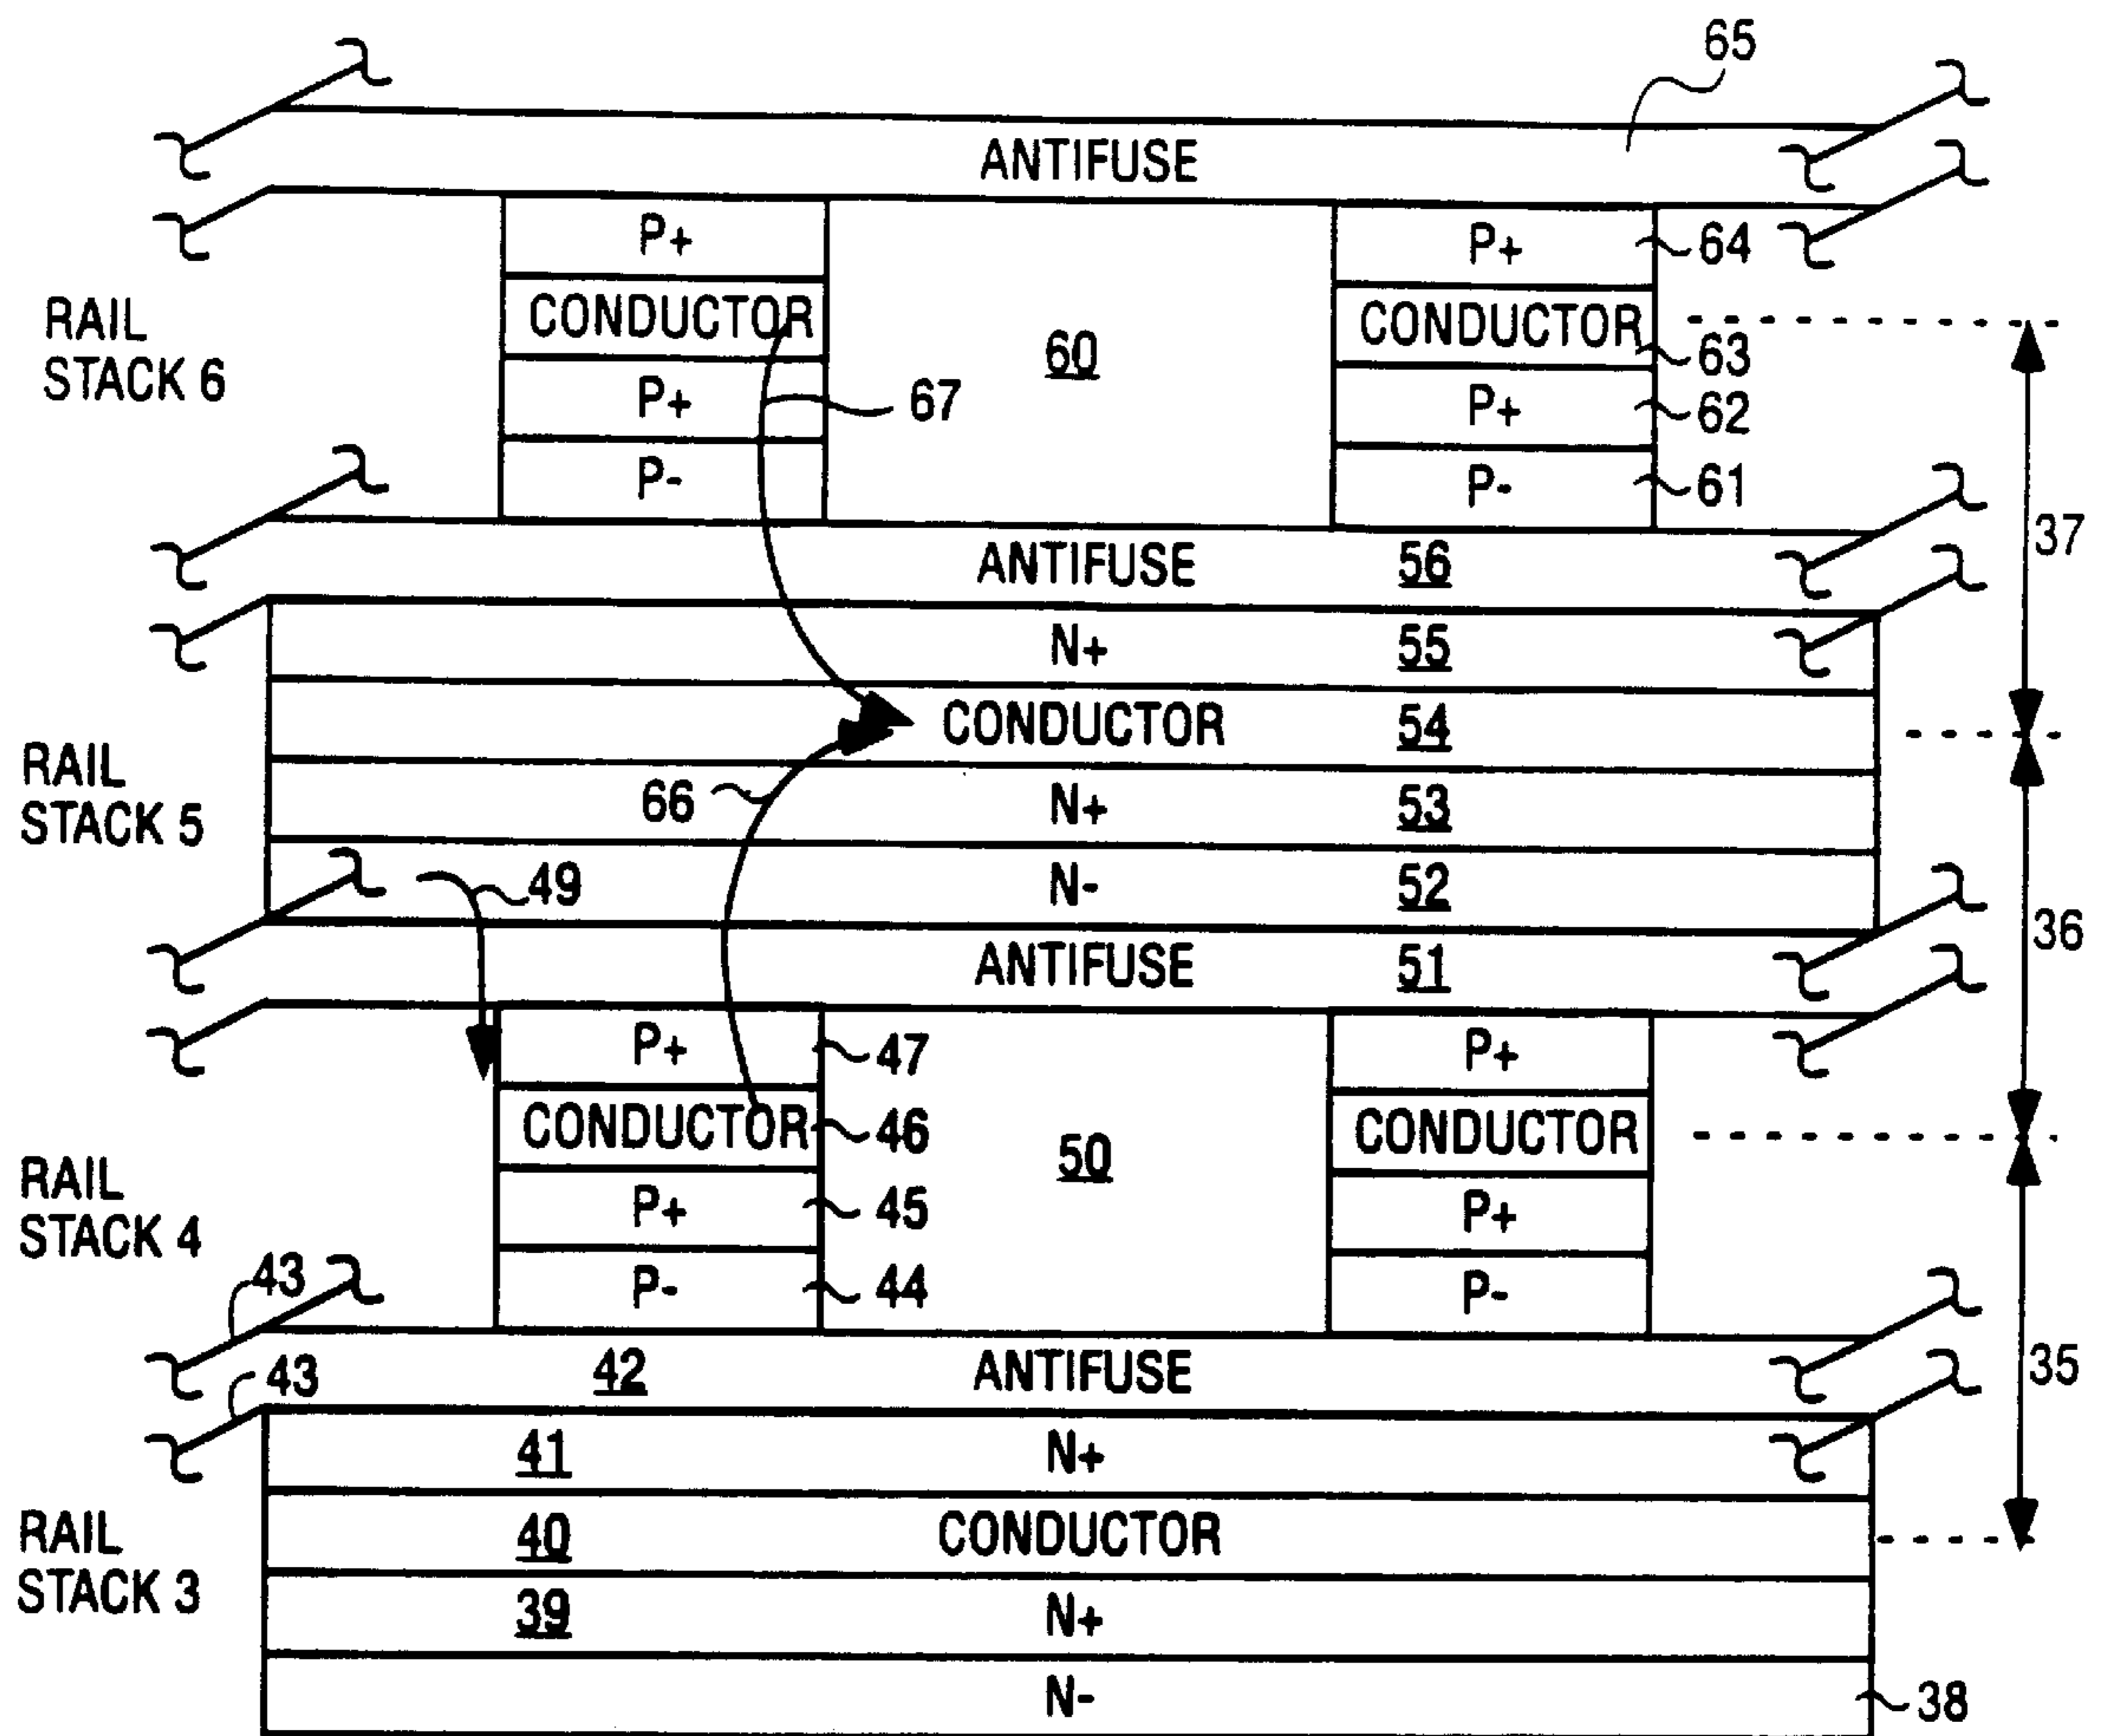 65
ANTIFUSE
P+ P+ 64
RAIL STACK 6
CONDUCTOR 60 CONDUCTOR 63
P+ 67 P+ 62
P- P- 61
37
ANTIFUSE 56
N+ 55
CONDUCTOR 54
RAIL STACK 5
66 N+ 53
49 N- 52
36
ANTIFUSE 51
P+ 47 P+
CONDUCTOR 46 50 CONDUCTOR
RAIL STACK 4
P+ 45 P+
43 P- 44 P-
43 42 ANTIFUSE 35
41 N+
RAIL STACK 3
40 CONDUCTOR
39 N+
N- 38